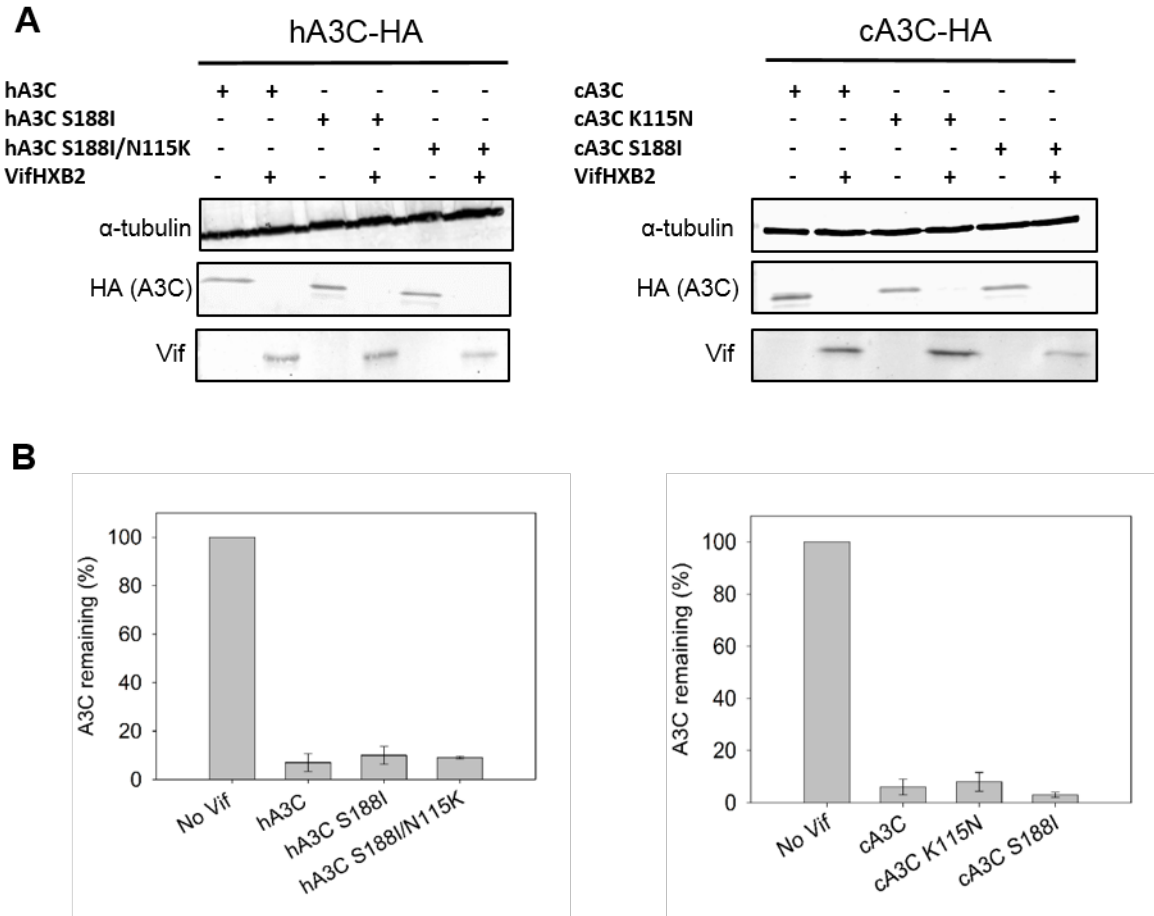 A
hA3C-HA
hA3C + + - - - -
hA3C S188I - - + + - -
hA3C S188I/N115K - - - - + +
VifHXB2 - + - + - +
α-tubulin
HA (A3C)
Vif
cA3C-HA
cA3C + + - - - -
cA3C K115N - - + + - -
cA3C S188I - - - - + +
VifHXB2 - + - + - +
α-tubulin
HA (A3C)
Vif
B
A3C remaining (%)
100
80
60
40
20
0
No Vif
hA3C
hA3C S188I
hA3C S188I/N115K
A3C remaining (%)
100
80
60
40
20
0
No Vif
cA3C
cA3C K115N
cA3C S188I